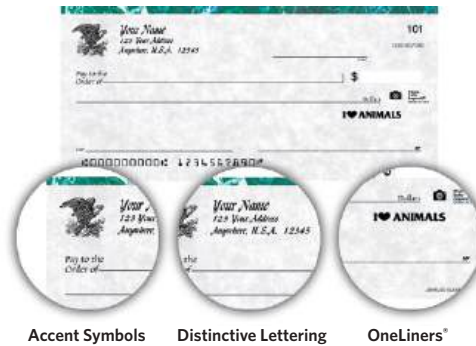 Your Name
123 Your Address
Anywhere, U.S.A. 12345
101
Pay to the
Order of
$
Dollars
I♥ANIMALS
⑆000000000⑆ 1234567890⑈
Your
123 Your
Anywhere,
Pay to the
Order of
Your Name
123 Your Address
Anywhere, U.S.A. 12345
the
Dollars
I♥ANIMALS
Accent Symbols
Distinctive Lettering
OneLiners®